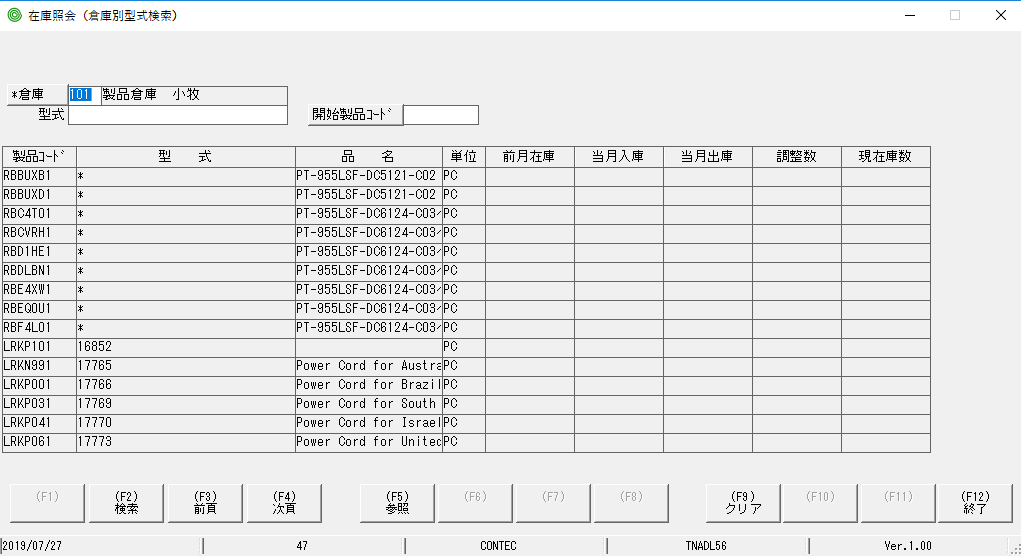 在庫照会（倉庫別型式検索）
*倉庫 101 製品倉庫 小牧
型式 開始製品ｺｰﾄﾞ
製品ｺｰﾄﾞ 型 式 品 名 単位 前月在庫 当月入庫 当月出庫 調整数 現在庫数
RBBUXB1 * PT-955LSF-DC5121-C02 PC
RBBUXD1 * PT-955LSF-DC5121-C02 PC
RBC4T01 * PT-955LSF-DC6124-C03 PC
RBCVRH1 * PT-955LSF-DC6124-C03 PC
RBD1HE1 * PT-955LSF-DC6124-C03 PC
RBDLBN1 * PT-955LSF-DC6124-C03 PC
RBE4XW1 * PT-955LSF-DC6124-C03 PC
RBEQOU1 * PT-955LSF-DC6124-C03 PC
RBF4L01 * PT-955LSF-DC6124-C03 PC
LRKP101 16852 PC
LRKN991 17765 Power Cord for Austra PC
LRKP001 17766 Power Cord for Brazil PC
LRKP031 17769 Power Cord for South PC
LRKP041 17770 Power Cord for Israel PC
LRKP061 17773 Power Cord for Unite PC
(F1) (F2) (F3) (F4) (F5) (F6) (F7) (F8) (F9) (F10) (F11) (F12)
検索 前頁 次頁 参照 クリア 終了
2019/07/27 47 CONTEC TNADL56 Ver.1.00